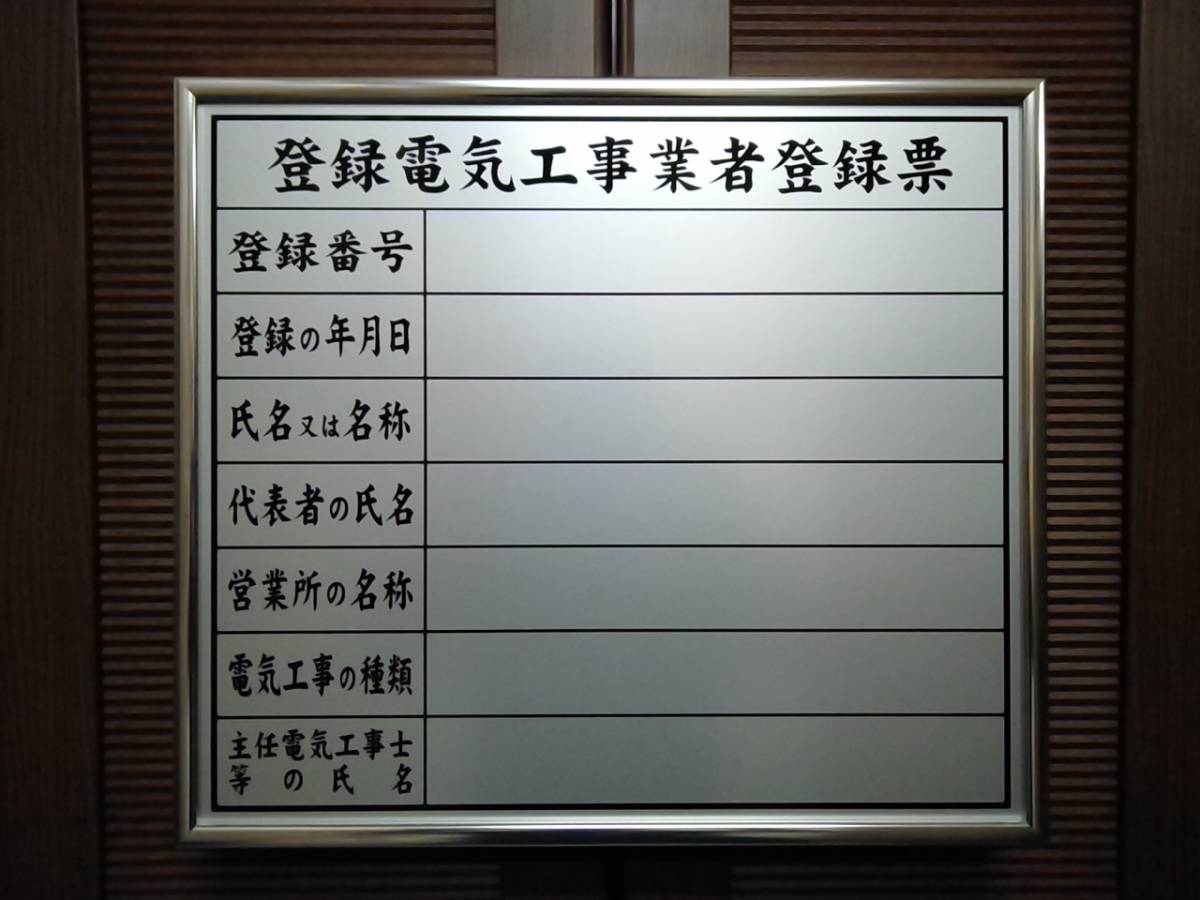 登録電気工事業者登録票
登録番号
登録の年月日
氏名又は名称
代表者の氏名
営業所の名称
電気工事の種類
主任電気工事士
等の氏名